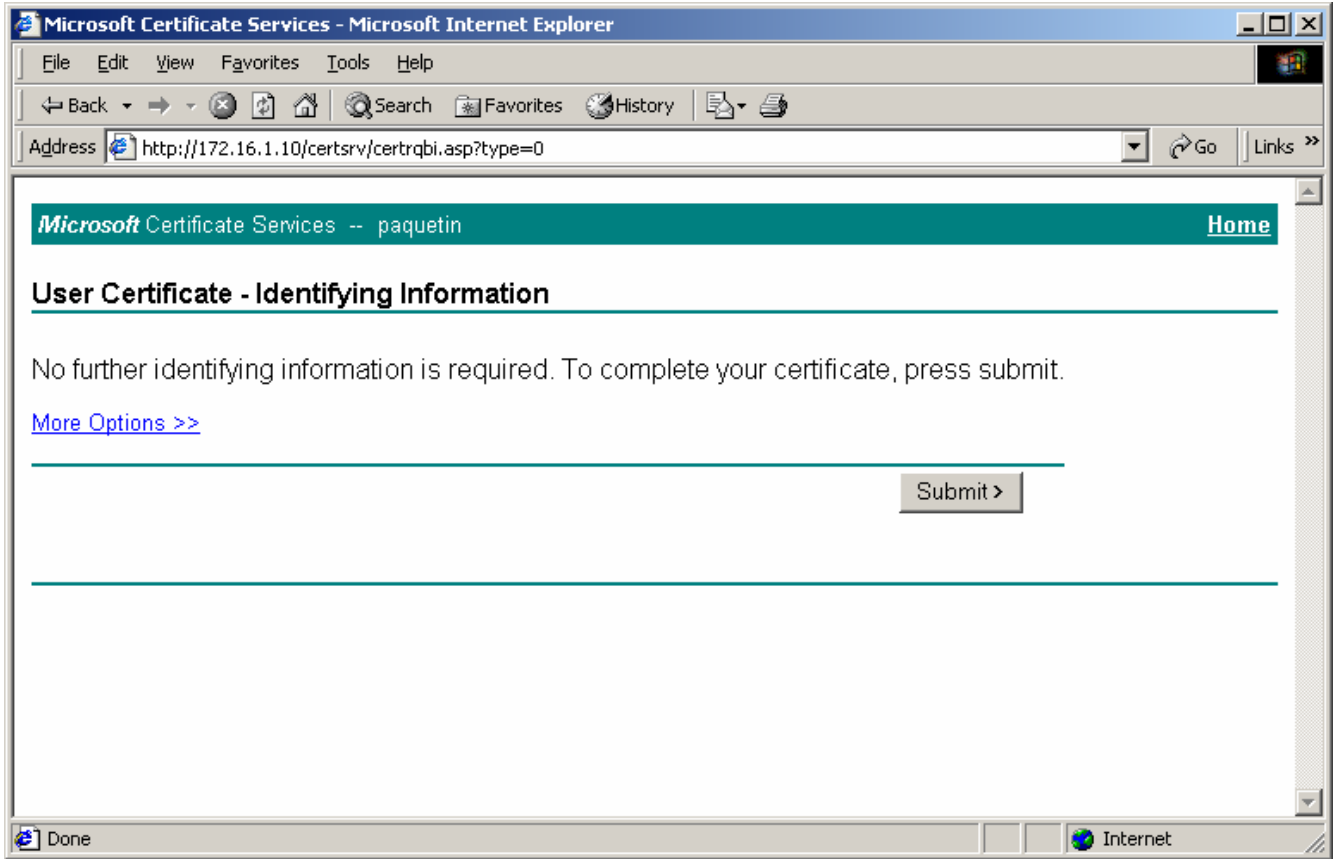 Microsoft Certificate Services - Microsoft Internet Explorer
File Edit View Favorites Tools Help
Back Search Favorites History
Address http://172.16.1.10/certsrv/certrqbi.asp?type=0 Go Links »
Microsoft Certificate Services -- paquetin Home
User Certificate - Identifying Information
No further identifying information is required. To complete your certificate, press submit.
More Options >>
Submit >
Done Internet